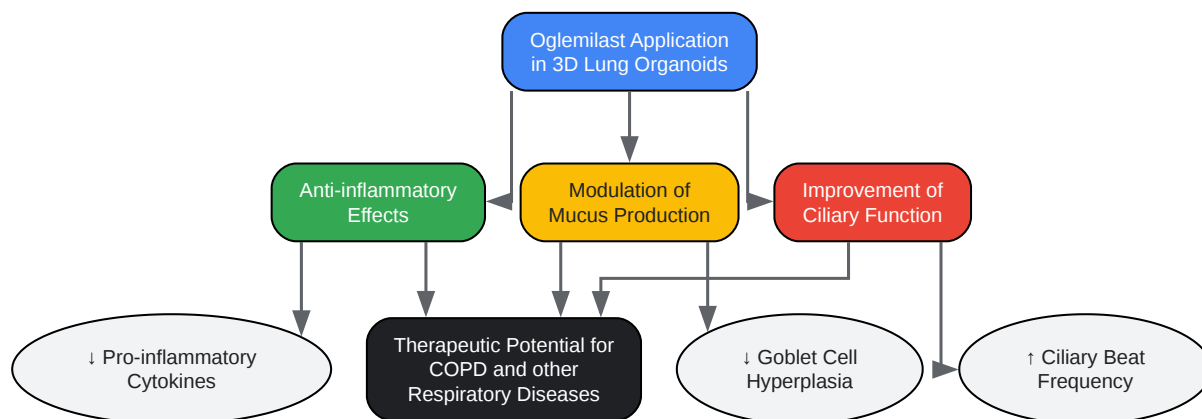 Oglemilast Application
in 3D Lung Organoids
Anti-inflammatory
Effects
Modulation of
Mucus Production
Improvement of
Ciliary Function
↓ Pro-inflammatory
Cytokines
Therapeutic Potential for
COPD and other
Respiratory Diseases
↓ Goblet Cell
Hyperplasia
↑ Ciliary Beat
Frequency